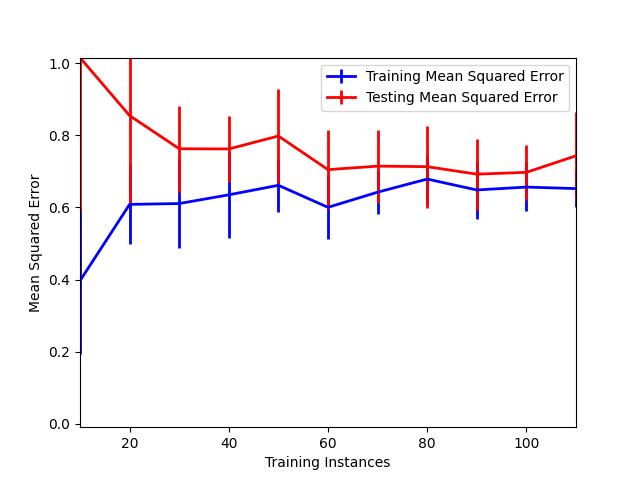 1.0
0.8
0.6
0.4
0.2
0.0
Mean Squared Error
Training Mean Squared Error
Testing Mean Squared Error
20
40
60
80
100
Training Instances